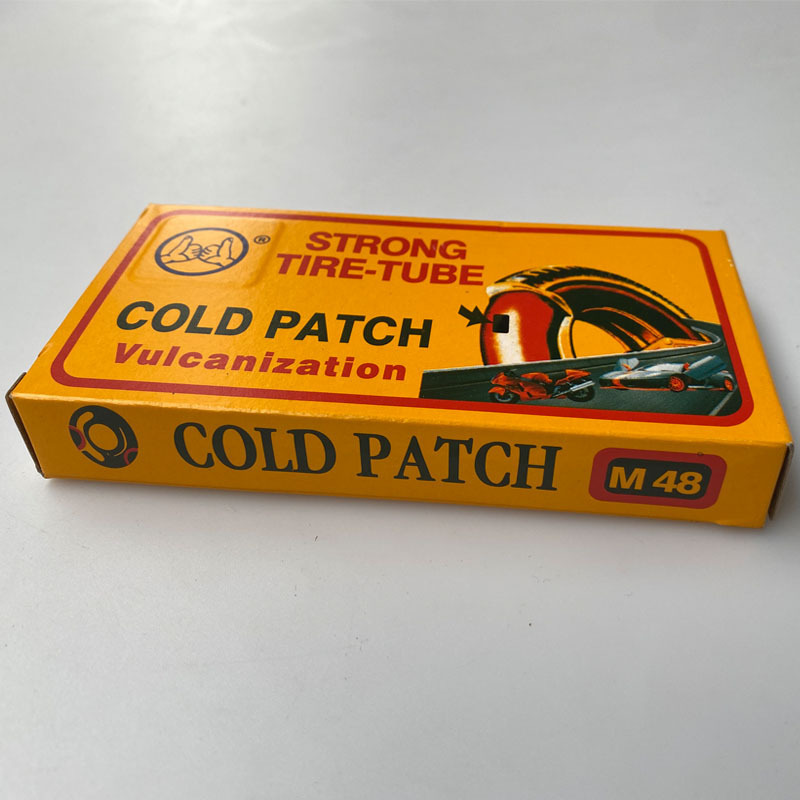 ®
STRONG
TIRE-TUBE
COLD PATCH
Vulcanization
COLD PATCH
M 48